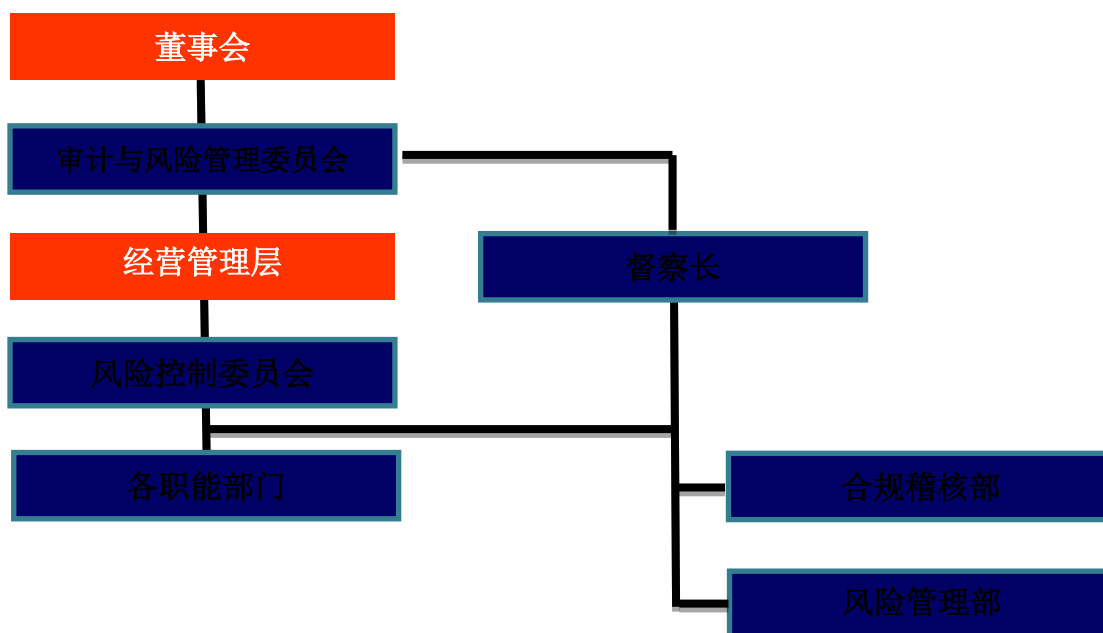 董事会
审计与风险管理委员会
经营管理层
督察长
风险控制委员会
各职能部门
合规稽核部
风险管理部